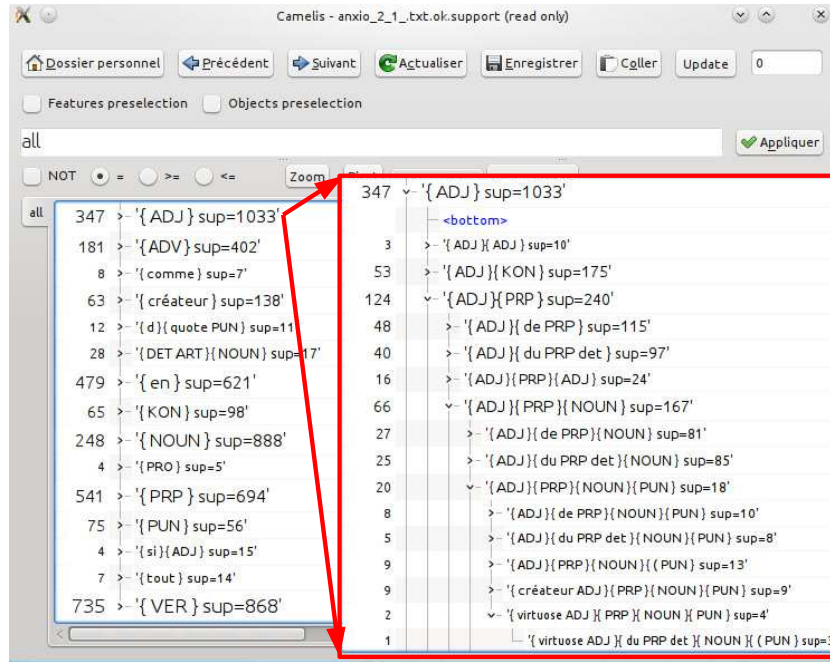 Camelis - anxio_2_1_.txt.ok.support (read only)
Dossier personnel Précédent Suivant Actualiser Enregistrer Coller Update 0
Features preselection Objects preselection
all
Appliquer
NOT = >= <= Zoom
all
347 '{ ADJ } sup=1033'
181 '{ADV} sup=402'
8 '{comme} sup=7'
63 '{ créateur } sup=138'
12 '{d}{quote PUN} sup=11
28 '{DET ART}{NOUN} sup=17'
479 '{ en } sup=621'
65 '{ KON } sup=98'
248 '{ NOUN } sup=888'
4 '{PRO} sup=5'
541 '{ PRP } sup=694'
75 '{ PUN } sup=56'
4 '{si}{ADJ} sup=15'
7 '{tout} sup=14'
735 '{ VER } sup=868'
347 '{ ADJ } sup=1033'
<bottom>
3 '{ ADJ }{ ADJ } sup=10'
53 '{ADJ}{KON} sup=175'
124 '{ADJ}{PRP} sup=240'
48 '{ADJ}{ de PRP} sup=115'
40 '{ADJ}{ du PRP det } sup=97'
16 '{ADJ}{PRP}{ADJ} sup=24'
66 '{ADJ}{ PRP}{NOUN} sup=167'
27 '{ADJ}{de PRP}{NOUN} sup=81'
25 '{ADJ}{du PRP det}{NOUN} sup=85'
20 '{ADJ}{PRP}{NOUN}{PUN} sup=18'
8 '{ADJ}{de PRP}{NOUN}{PUN} sup=10'
5 '{ADJ}{du PRP det}{NOUN}{PUN} sup=8'
9 '{ADJ}{PRP}{NOUN}{( PUN} sup=13'
9 '{créateur ADJ}{PRP}{NOUN}{PUN} sup=9'
2 '{ virtuose ADJ }{ PRP }{ NOUN }{ PUN } sup=4'
1 '{ virtuose ADJ }{ du PRP det }{ NOUN }{ ( PUN } sup=3